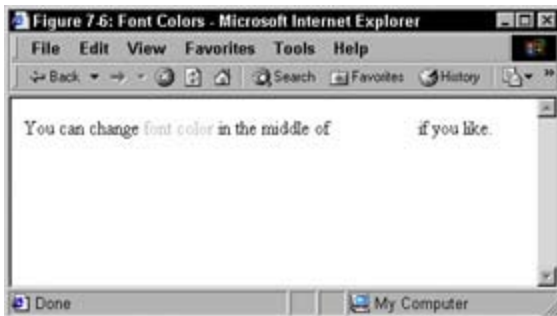 Figure 7-6: Font Colors - Microsoft Internet Explorer
File Edit View Favorites Tools Help
Back Search Favorites History »
You can change font color in the middle of if you like.
Done My Computer